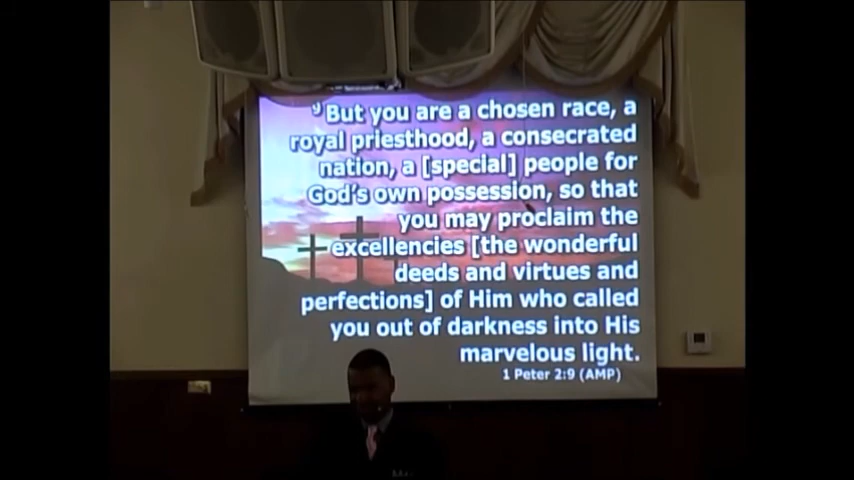 9 But you are a chosen race, a
royal priesthood, a consecrated
nation, a [special] people for
God's own possession, so that
you may proclaim the
excellencies [the wonderful
deeds and virtues and
perfections] of Him who called
you out of darkness into His
marvelous light.
1 Peter 2:9 (AMP)